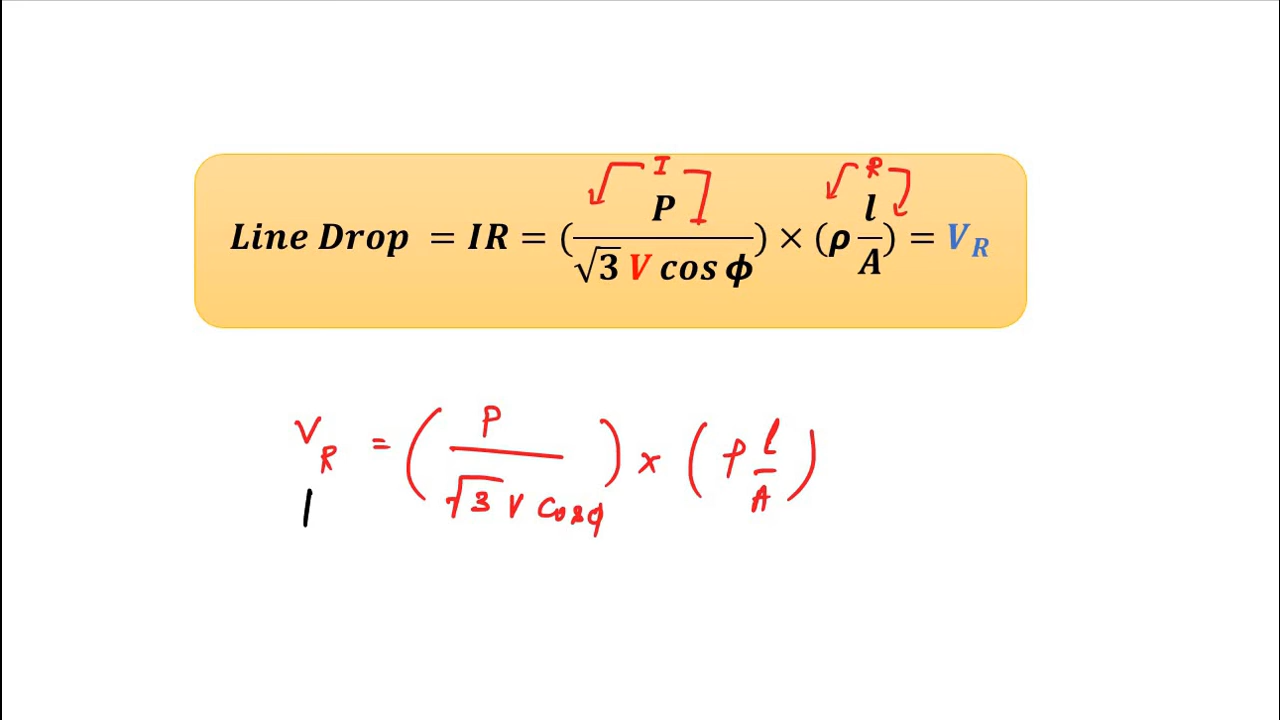 I R
Line Drop = IR = (P / √3 V cos ϕ) × (ρ l / A) = V_R
V_R = (P / √3 V Cosφ) × (ρ l / A)